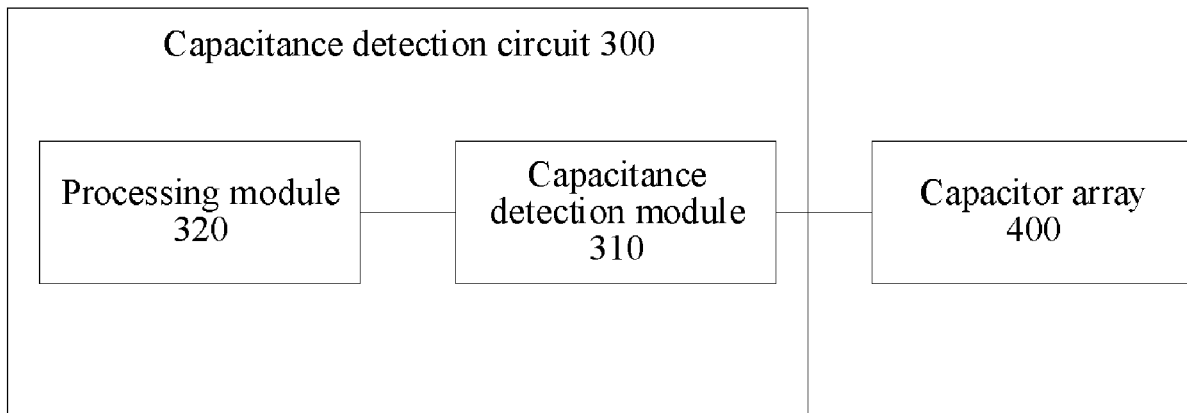 Capacitance detection circuit 300
Processing module
320
Capacitance
detection module
310
Capacitor array
400